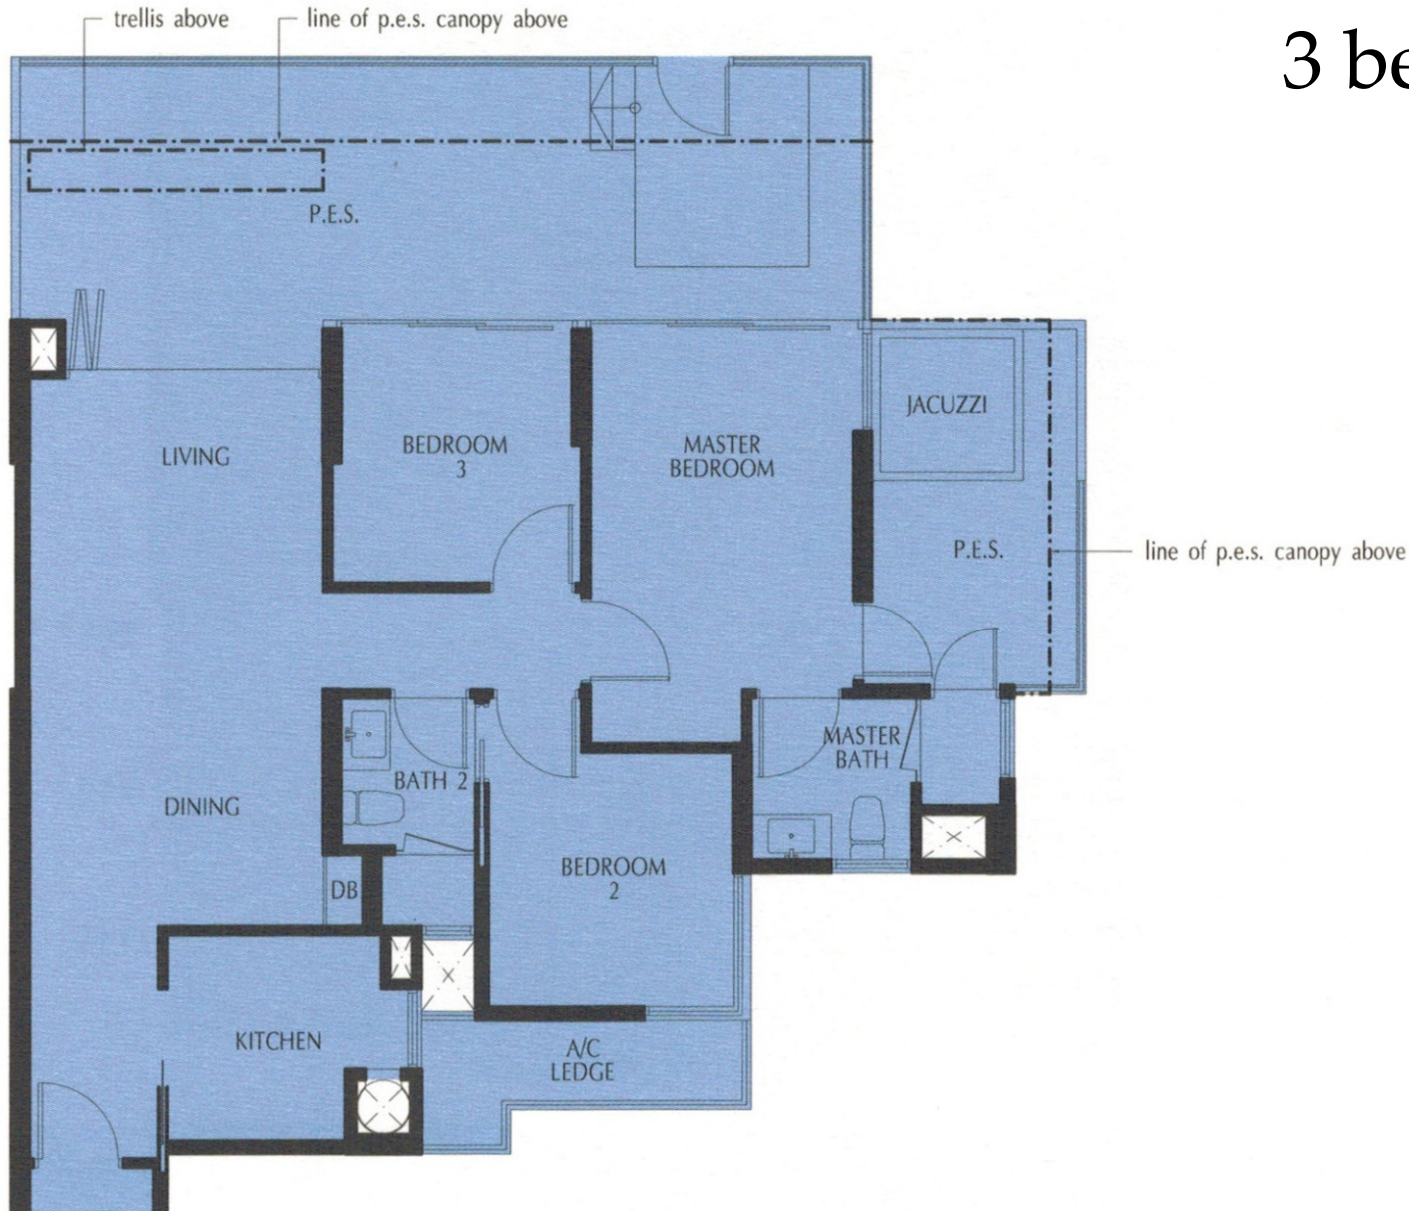 trellis above
line of p.e.s. canopy above
3 be
P.E.S.
JACUZZI
LIVING
BEDROOM
3
MASTER
BEDROOM
P.E.S.
line of p.e.s. canopy above
MASTER
BATH
BATH 2
DINING
BEDROOM
2
DB
KITCHEN
A/C
LEDGE